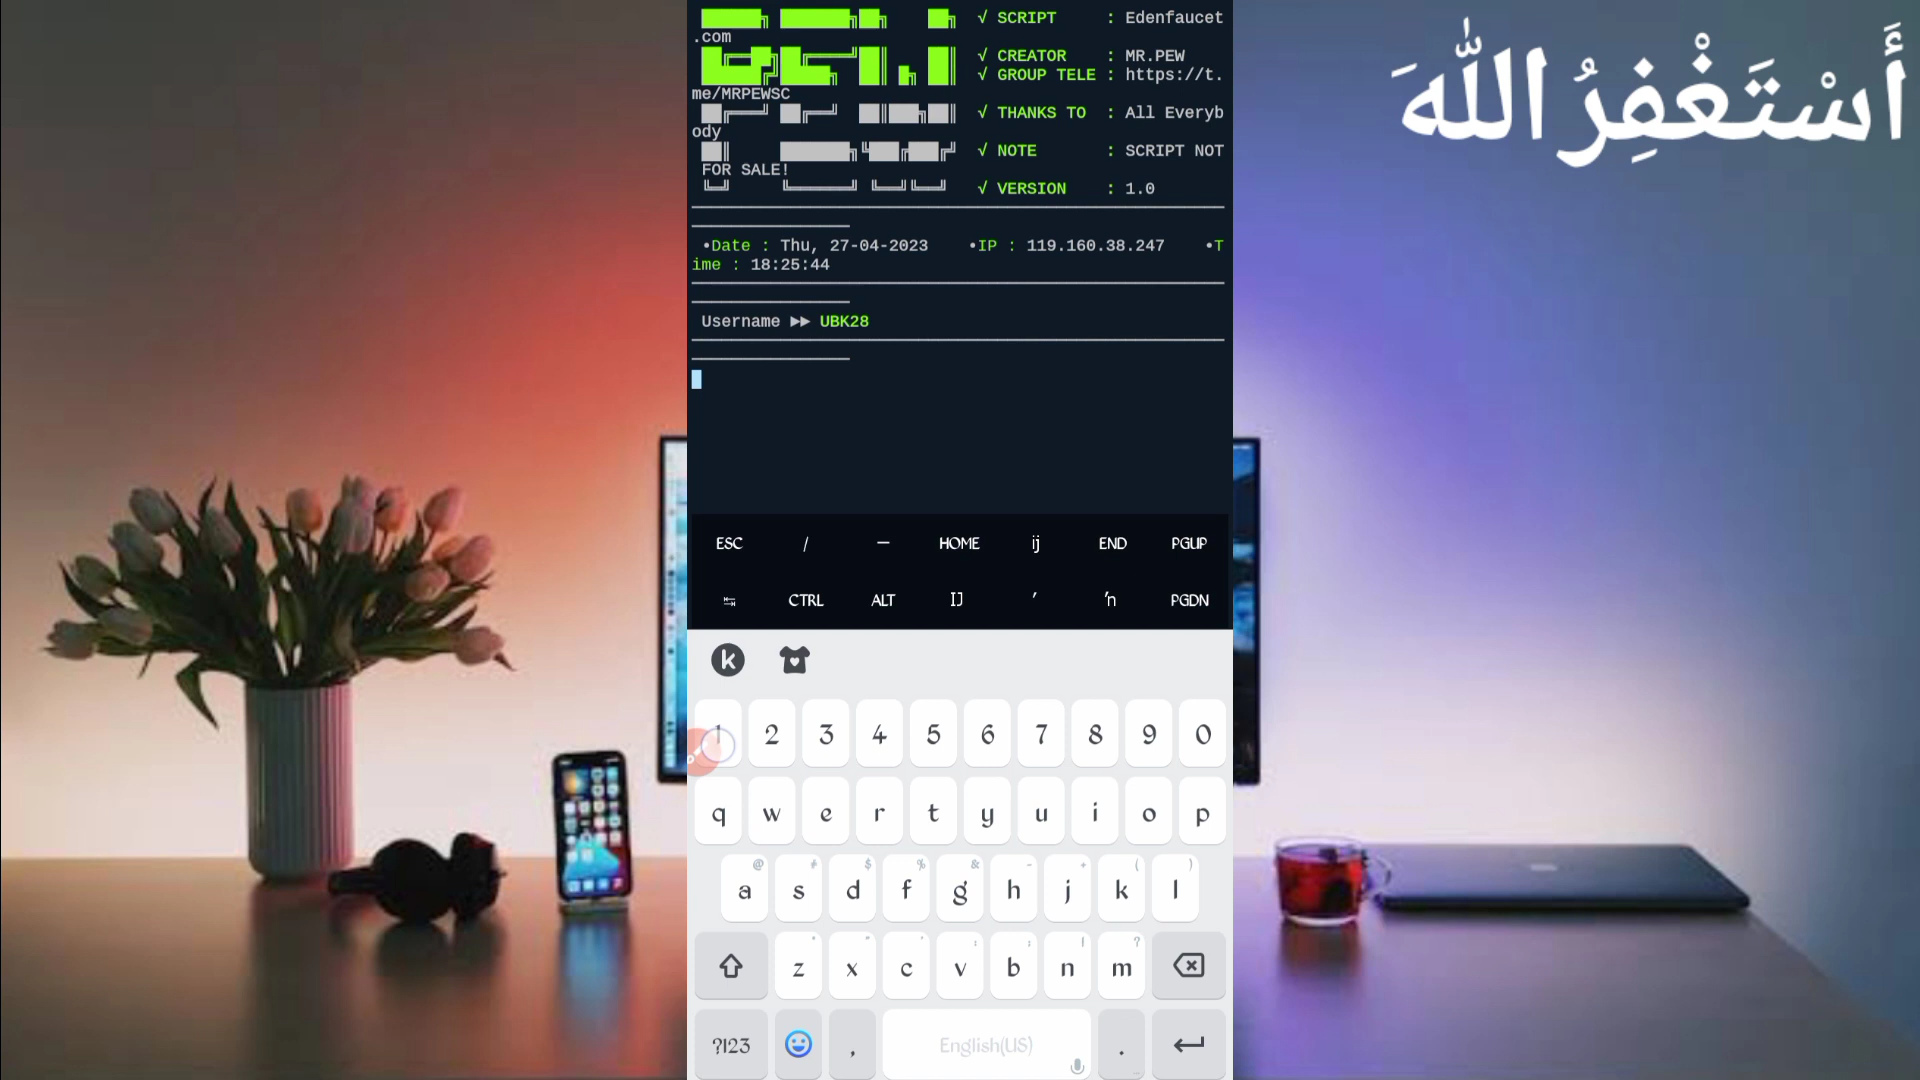 √ SCRIPT : Edenfaucet
.com
√ CREATOR : MR.PEW
√ GROUP TELE : https://t.
me/MRPEWSC
√ THANKS TO : All Everyb
ody
√ NOTE : SCRIPT NOT
FOR SALE!
√ VERSION : 1.0
•Date : Thu, 27-04-2023 •IP : 119.160.38.247 •T
ime : 18:25:44
Username ►► UBK28
أَسْتَغْفِرُ اللّٰهَ
ESC / — HOME ij END PGUP
CTRL ALT IJ ʼn PGDN
k
1 2 3 4 5 6 7 8 9 0
q w e r t y u i o p
a s d f g h j k l
z x c v b n m
?123 , English(US) .